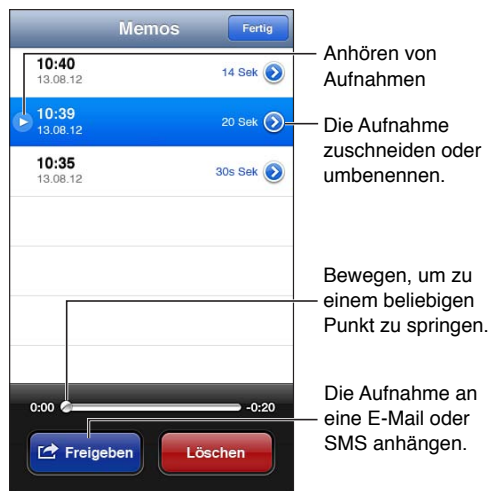 Memos
Fertig
10:40
13.08.12
14 Sek
10:39
13.08.12
20 Sek
10:35
13.08.12
30s Sek
0:00
-0:20
Freigeben
Löschen
Anhören von
Aufnahmen
Die Aufnahme
zuschneiden oder
umbenennen.
Bewegen, um zu
einem beliebigen
Punkt zu springen.
Die Aufnahme an
eine E-Mail oder
SMS anhängen.